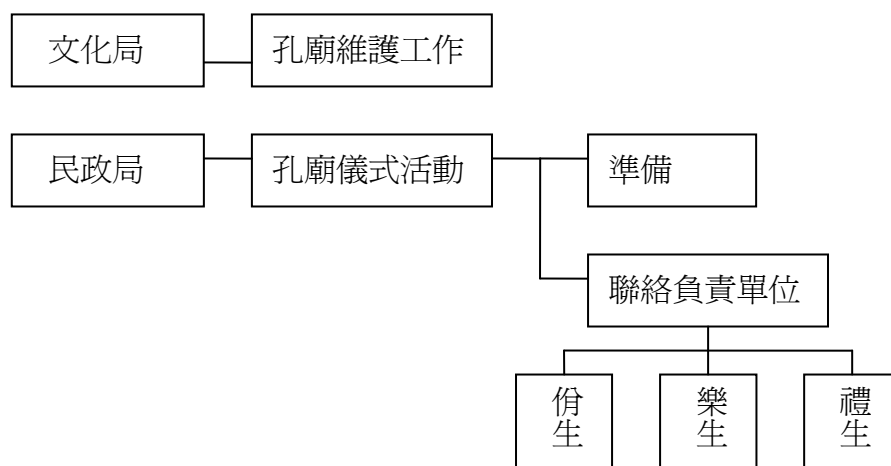 文化局
孔廟維護工作
民政局
孔廟儀式活動
準備
聯絡負責單位
佾生
樂生
禮生